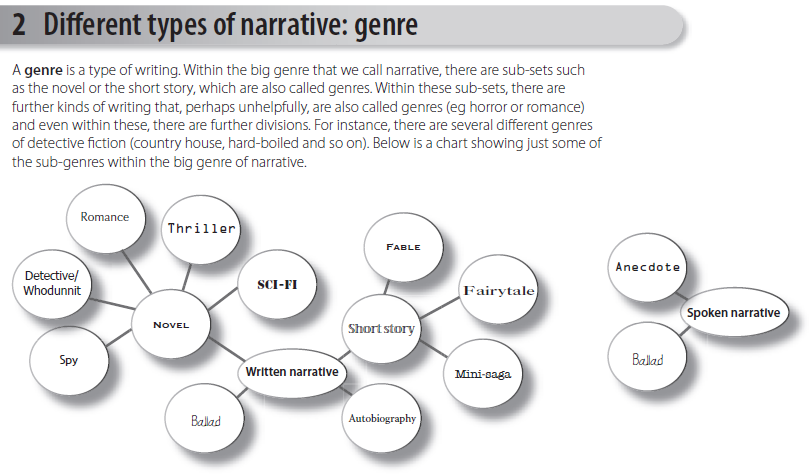 2 Different types of narrative: genre
A genre is a type of writing. Within the big genre that we call narrative, there are sub-sets such
as the novel or the short story, which are also called genres. Within these sub-sets, there are
further kinds of writing that, perhaps unhelpfully, are also called genres (eg horror or romance)
and even within these, there are further divisions. For instance, there are several different genres
of detective fiction (country house, hard-boiled and so on). Below is a chart showing just some of
the sub-genres within the big genre of narrative.
Romance
Thriller
Detective/
Whodunnit
SCI-FI
NOVEL
Spy
Written narrative
Ballad
Autobiography
Short story
FABLE
Fairytale
Mini-saga
Anecdote
Spoken narrative
Ballad